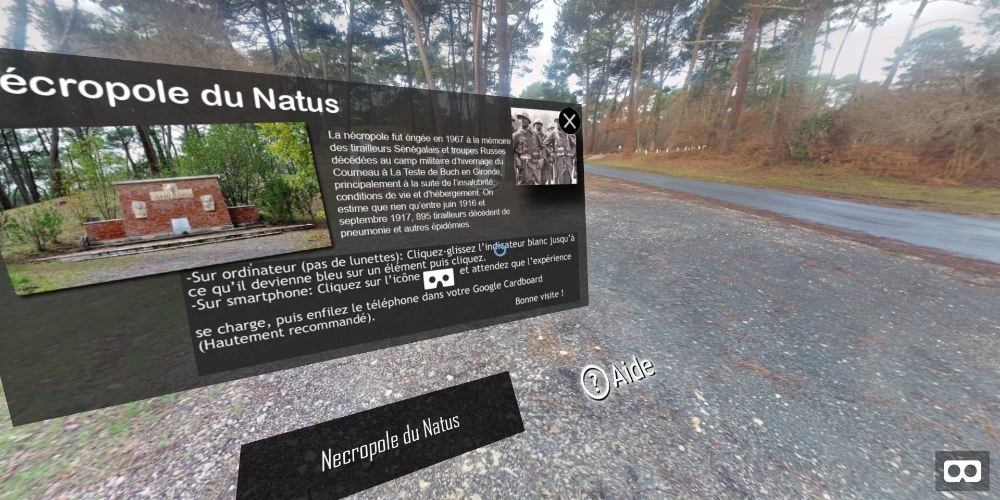 écropole du Natus
La nécropole fut érigée en 1967 à la mémoire
des tirailleurs Sénégalais et troupes Russes
décédées au camp militaire d'hivernage du
Courneau à La Teste de Buch en Gironde,
principalement à la suite de l'insalubrité,
conditions de vie et d'hébergement. On
estime que rien qu'entre juin 1916 et
septembre 1917, 895 tirailleurs décèdent de
pneumonie et autres épidémies.
1914 1918
-Sur ordinateur (pas de lunettes): Cliquez-glissez l'indicateur blanc jusqu'à
ce qu'il devienne bleu sur un élément puis cliquez.
-Sur smartphone: Cliquez sur l'icône et attendez que l'expérience
se charge, puis enfilez le téléphone dans votre Google Cardboard
(Hautement recommandé).
Bonne visite !
? Aide
Necropole du Natus